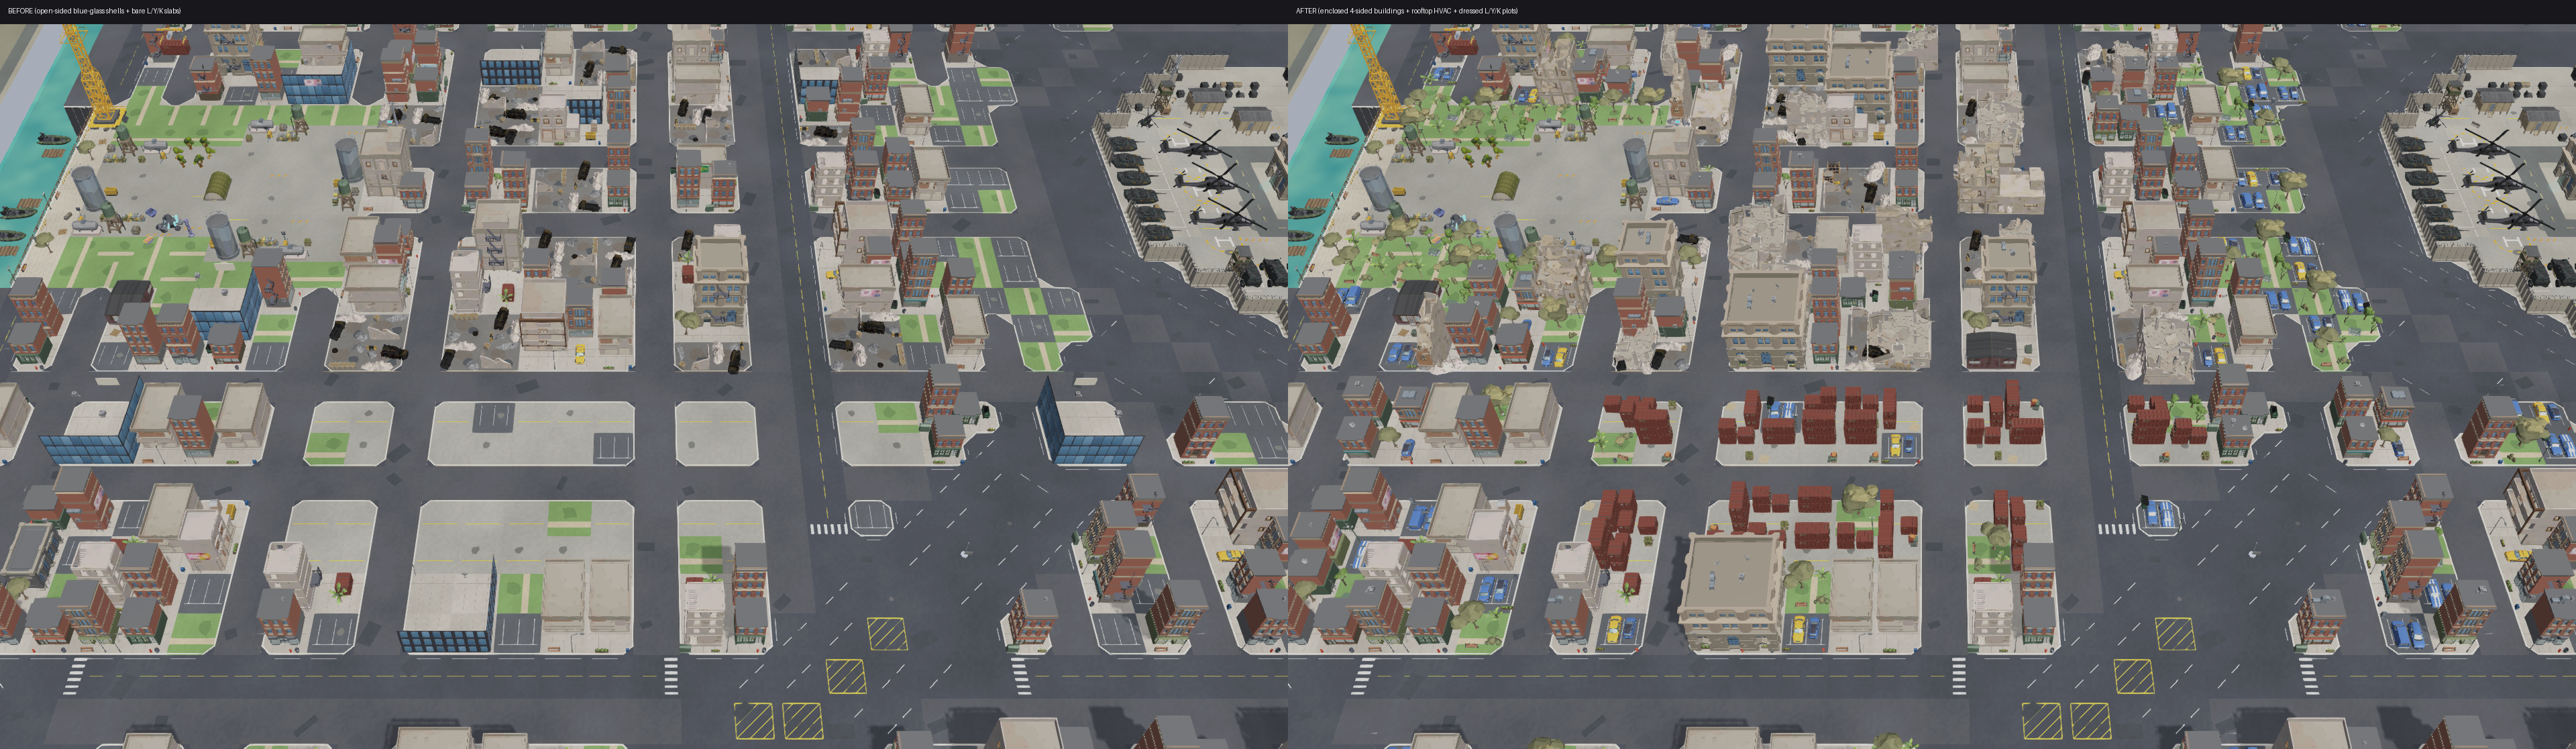 BEFORE (open-sided blue-glass shells + bare L/Y/K slabs)
AFTER (enclosed 4-sided buildings + rooftop HVAC + dressed L/Y/K plots)